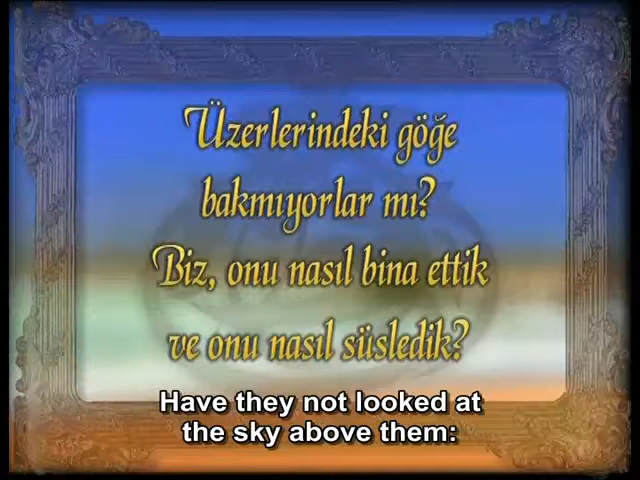 Üzerlerindeki göğe
bakmıyorlar mı?
Biz, onu nasıl bina ettik
ve onu nasıl süsledik?
Have they not looked at
the sky above them: